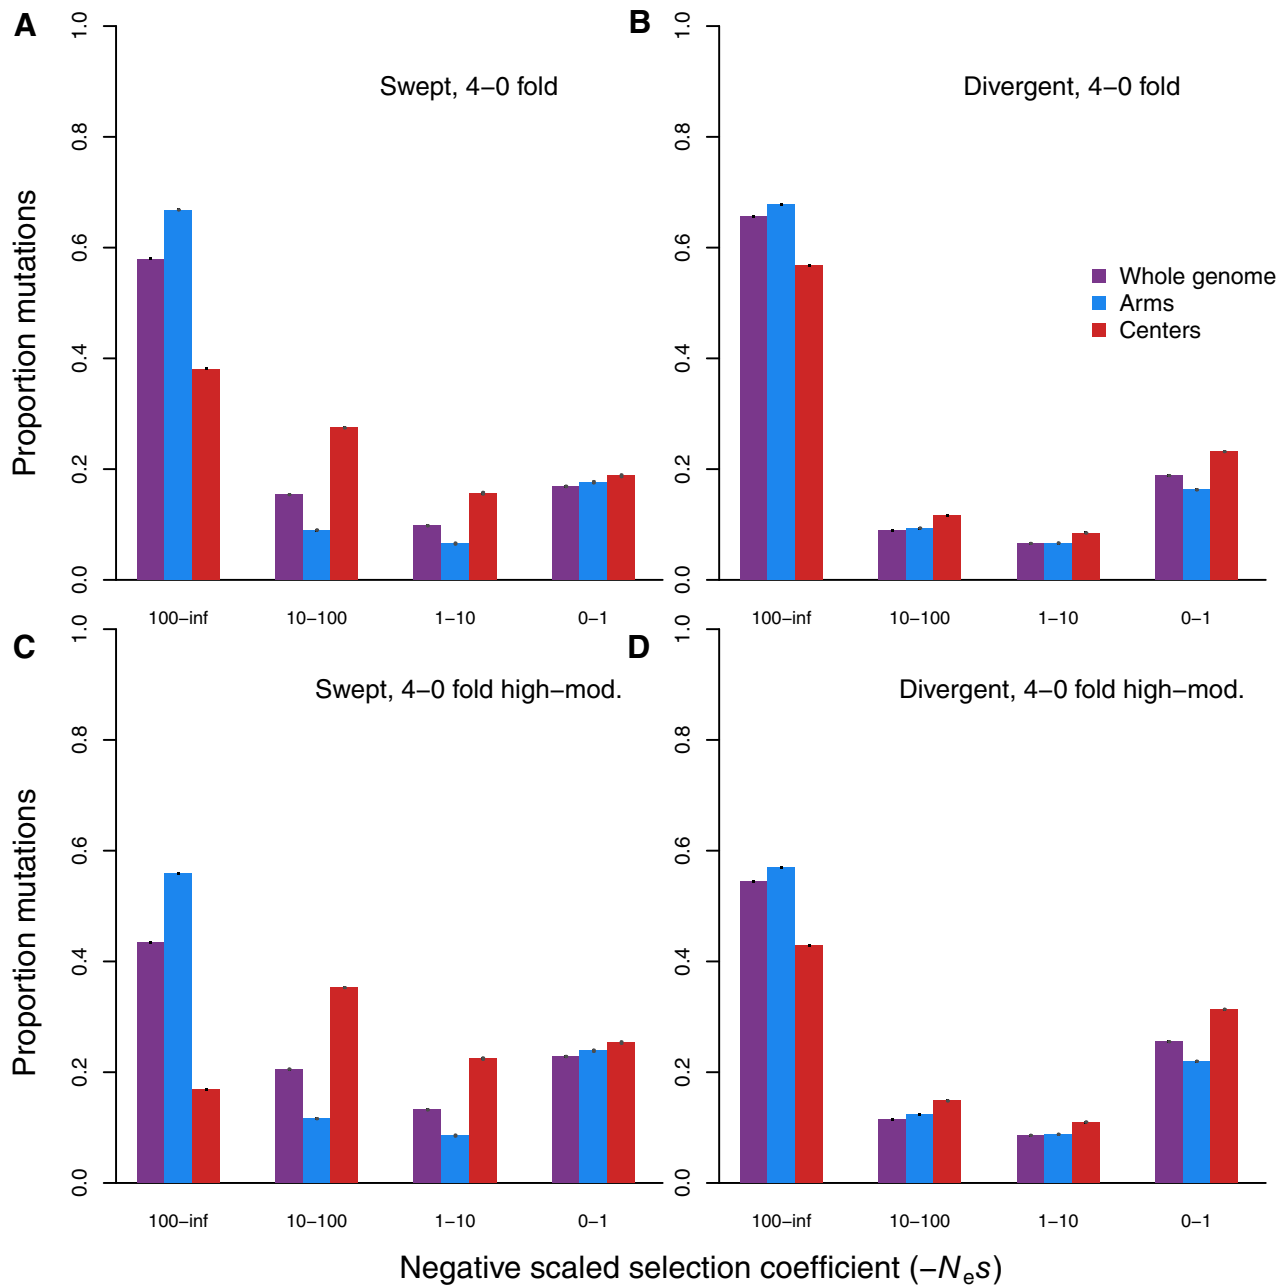 A
B
Swept, 4−0 fold
Divergent, 4−0 fold
Proportion mutations
1.0
0.8
0.6
0.4
0.2
0.0
1.0
0.8
0.6
0.4
0.2
0.0
Whole genome
Arms
Centers
100−inf 10−100 1−10 0−1
100−inf 10−100 1−10 0−1
C
D
Swept, 4−0 fold high−mod.
Divergent, 4−0 fold high−mod.
Proportion mutations
1.0
0.8
0.6
0.4
0.2
0.0
1.0
0.8
0.6
0.4
0.2
0.0
100−inf 10−100 1−10 0−1
100−inf 10−100 1−10 0−1
Negative scaled selection coefficient (−Nes)